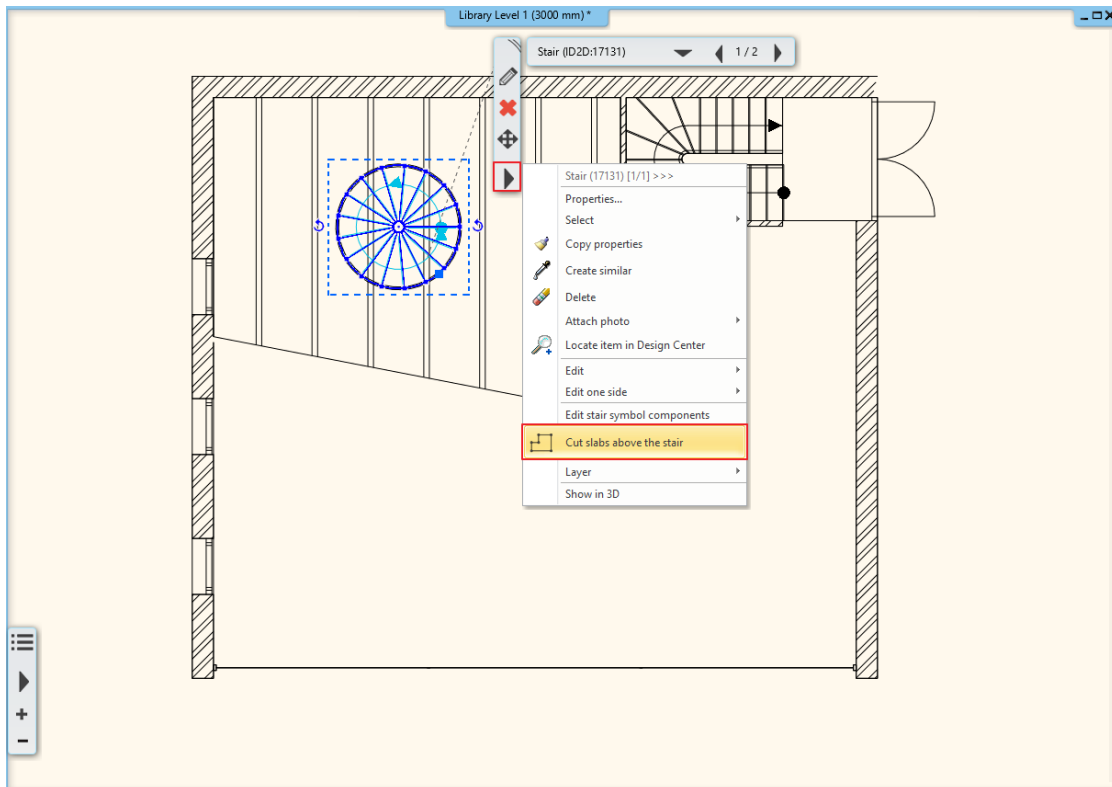 Library Level 1 (3000 mm) *
Stair (ID2D:17131)
1 / 2
Stair (17131) [1/1] >>>
Properties...
Select
Copy properties
Create similar
Delete
Attach photo
Locate item in Design Center
Edit
Edit one side
Edit stair symbol components
Cut slabs above the stair
Layer
Show in 3D